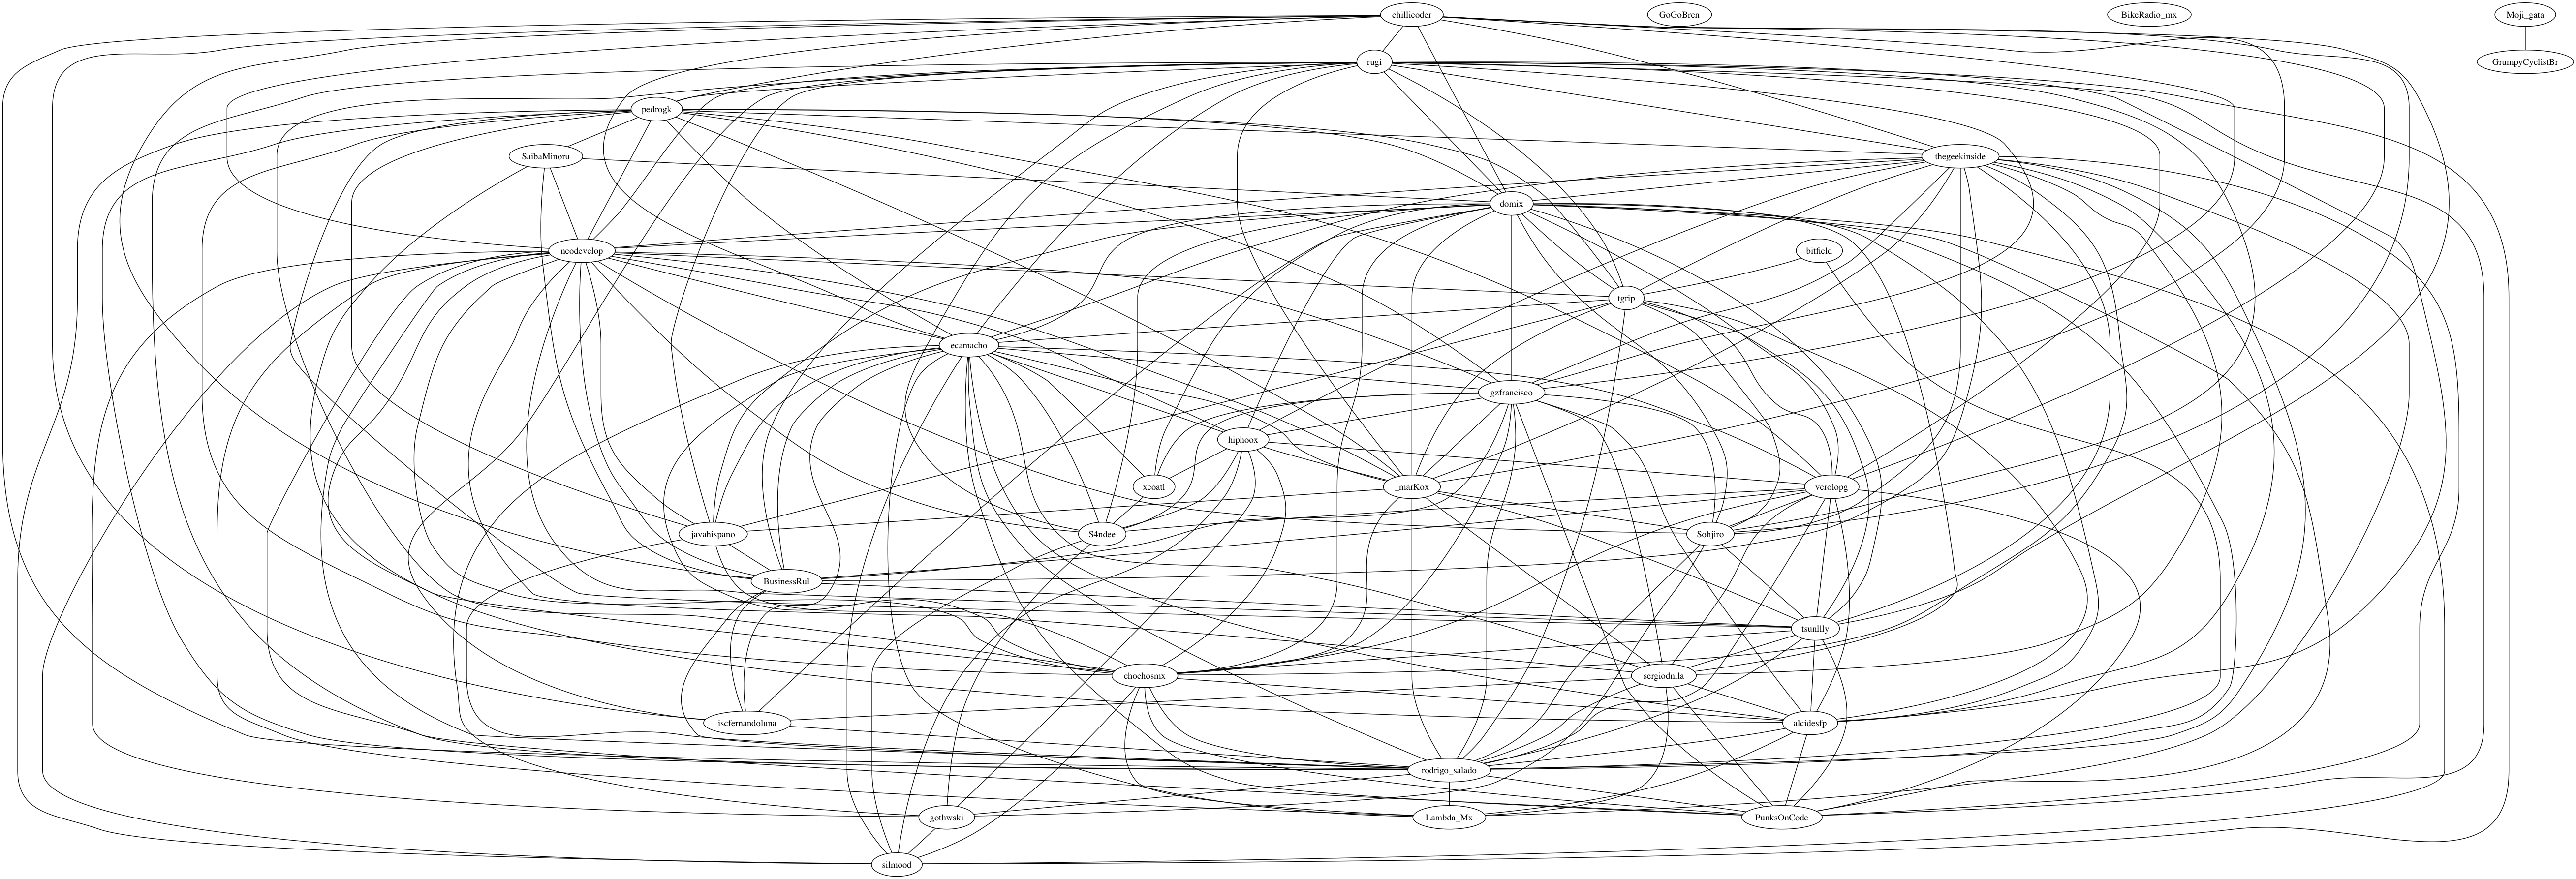 chillicoder
GoGoBren
BikeRadio_mx
Moji_gata
rugi
GrumpyCyclistBr
pedrogk
SaibaMinoru
thegeekinside
domix
neodevelop
bitfield
tgrip
ecamacho
gzfrancisco
hiphoox
xcoatl
_marKox
verolopg
javahispano
S4ndee
Sohjiro
BusinessRul
tsunllly
chochosmx
sergiodnila
iscfernandoluna
alcidesfp
rodrigo_salado
gothwski
Lambda_Mx
PunksOnCode
silmood